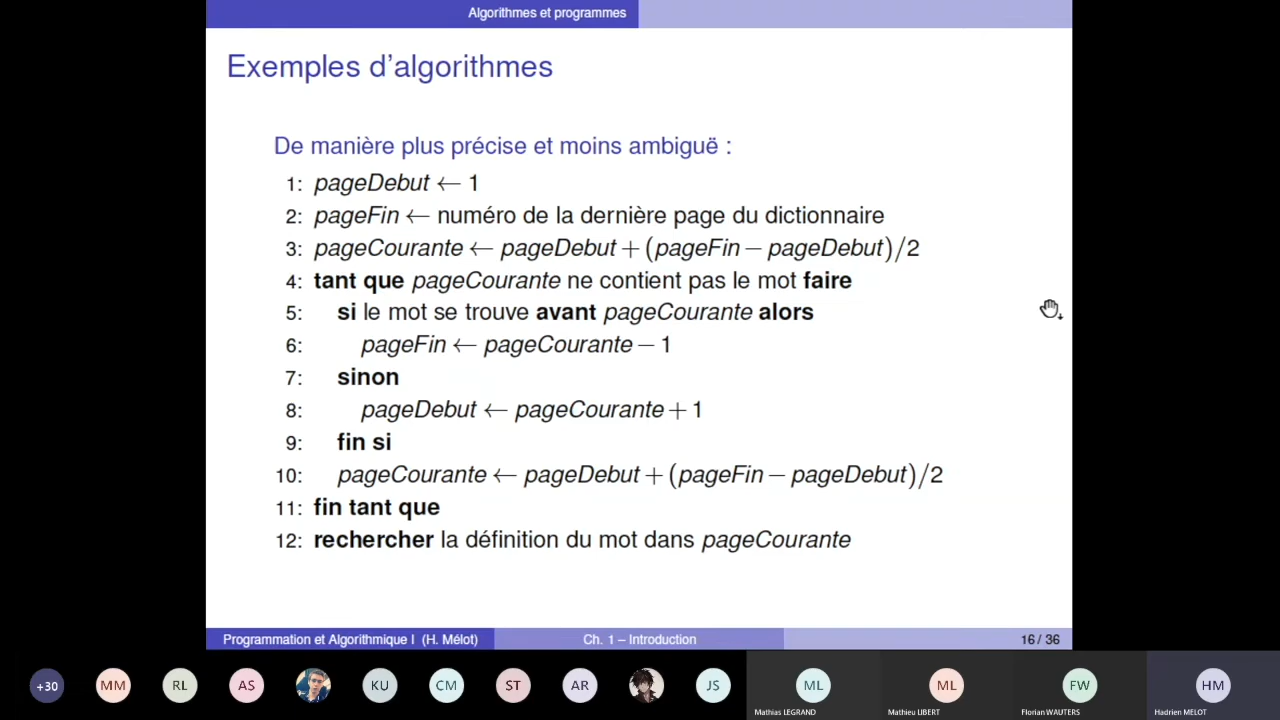 Algorithmes et programmes
Exemples d'algorithmes
De manière plus précise et moins ambiguë :
1: pageDebut ← 1
2: pageFin ← numéro de la dernière page du dictionnaire
3: pageCourante ← pageDebut + (pageFin − pageDebut)/2
4: tant que pageCourante ne contient pas le mot faire
5: si le mot se trouve avant pageCourante alors
6: pageFin ← pageCourante − 1
7: sinon
8: pageDebut ← pageCourante + 1
9: fin si
10: pageCourante ← pageDebut + (pageFin − pageDebut)/2
11: fin tant que
12: rechercher la définition du mot dans pageCourante
Programmation et Algorithmique I (H. Mélot) Ch. 1 – Introduction 16 / 36
+30 MM RL AS KU CM ST AR JS ML ML FW HM
Mathias LEGRAND Mathieu LIBERT Florian WAUTERS Hadrien MELOT